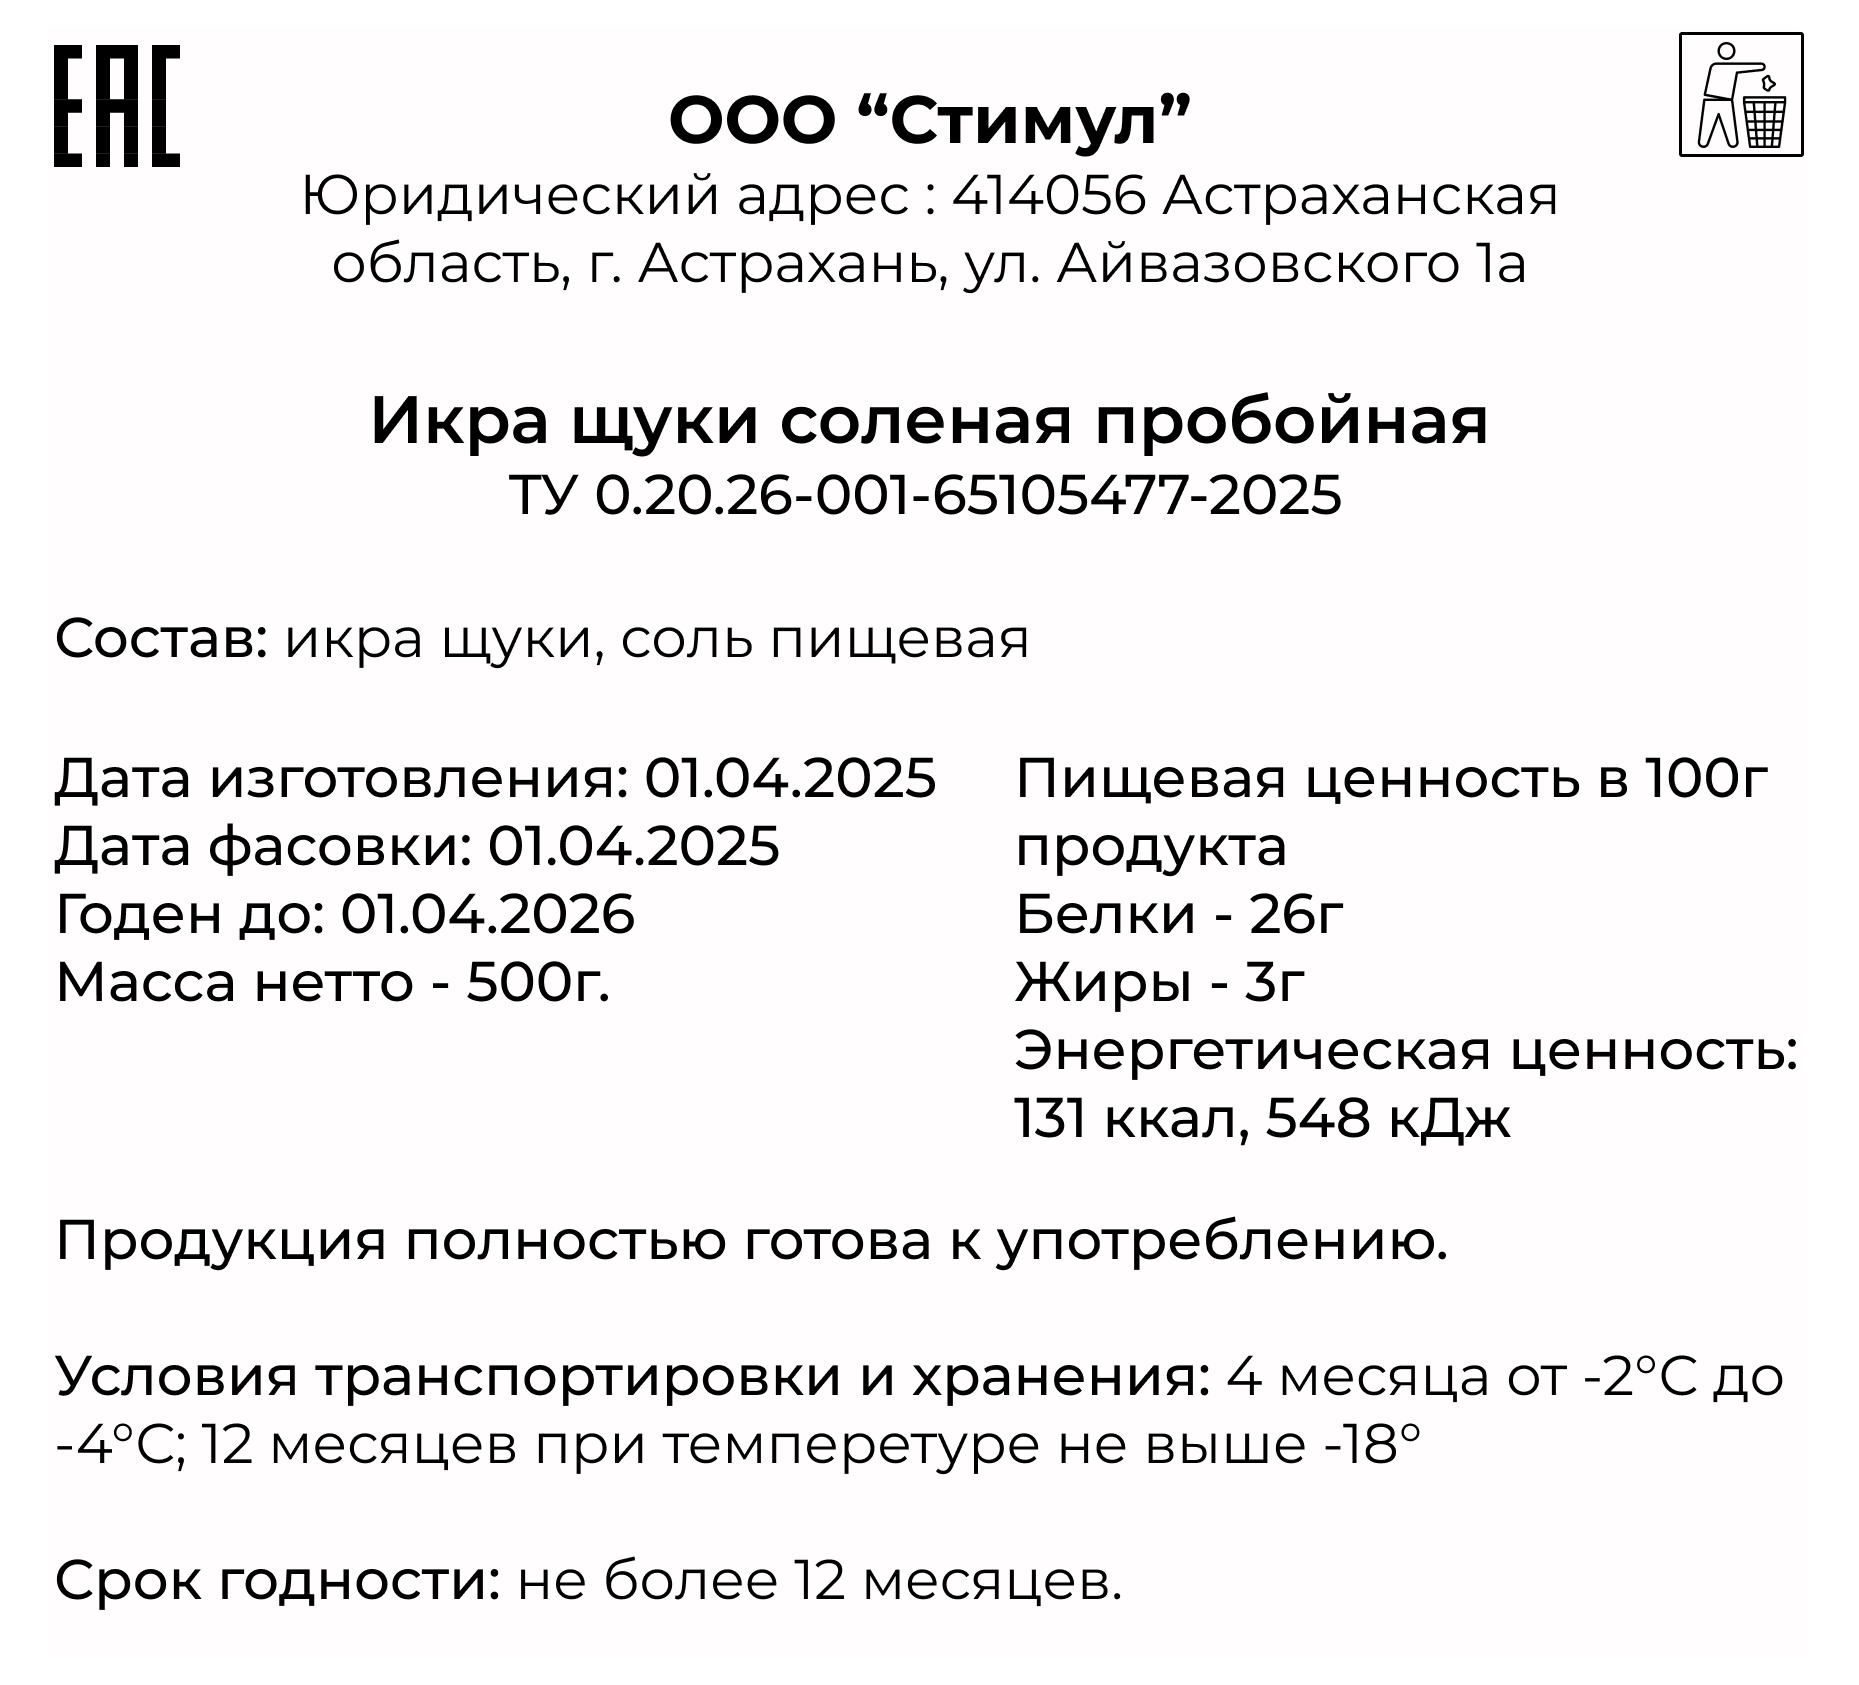 ЕАС
ООО “Стимул”
Юридический адрес : 414056 Астраханская
область, г. Астрахань, ул. Айвазовского 1а
Икра щуки соленая пробойная
ТУ 0.20.26-001-65105477-2025
Состав: икра щуки, соль пищевая
Дата изготовления: 01.04.2025
Дата фасовки: 01.04.2025
Годен до: 01.04.2026
Масса нетто - 500г.
Пищевая ценность в 100г
продукта
Белки - 26г
Жиры - 3г
Энергетическая ценность:
131 ккал, 548 кДж
Продукция полностью готова к употреблению.
Условия транспортировки и хранения: 4 месяца от -2°С до
-4°С; 12 месяцев при темперетуре не выше -18°
Срок годности: не более 12 месяцев.